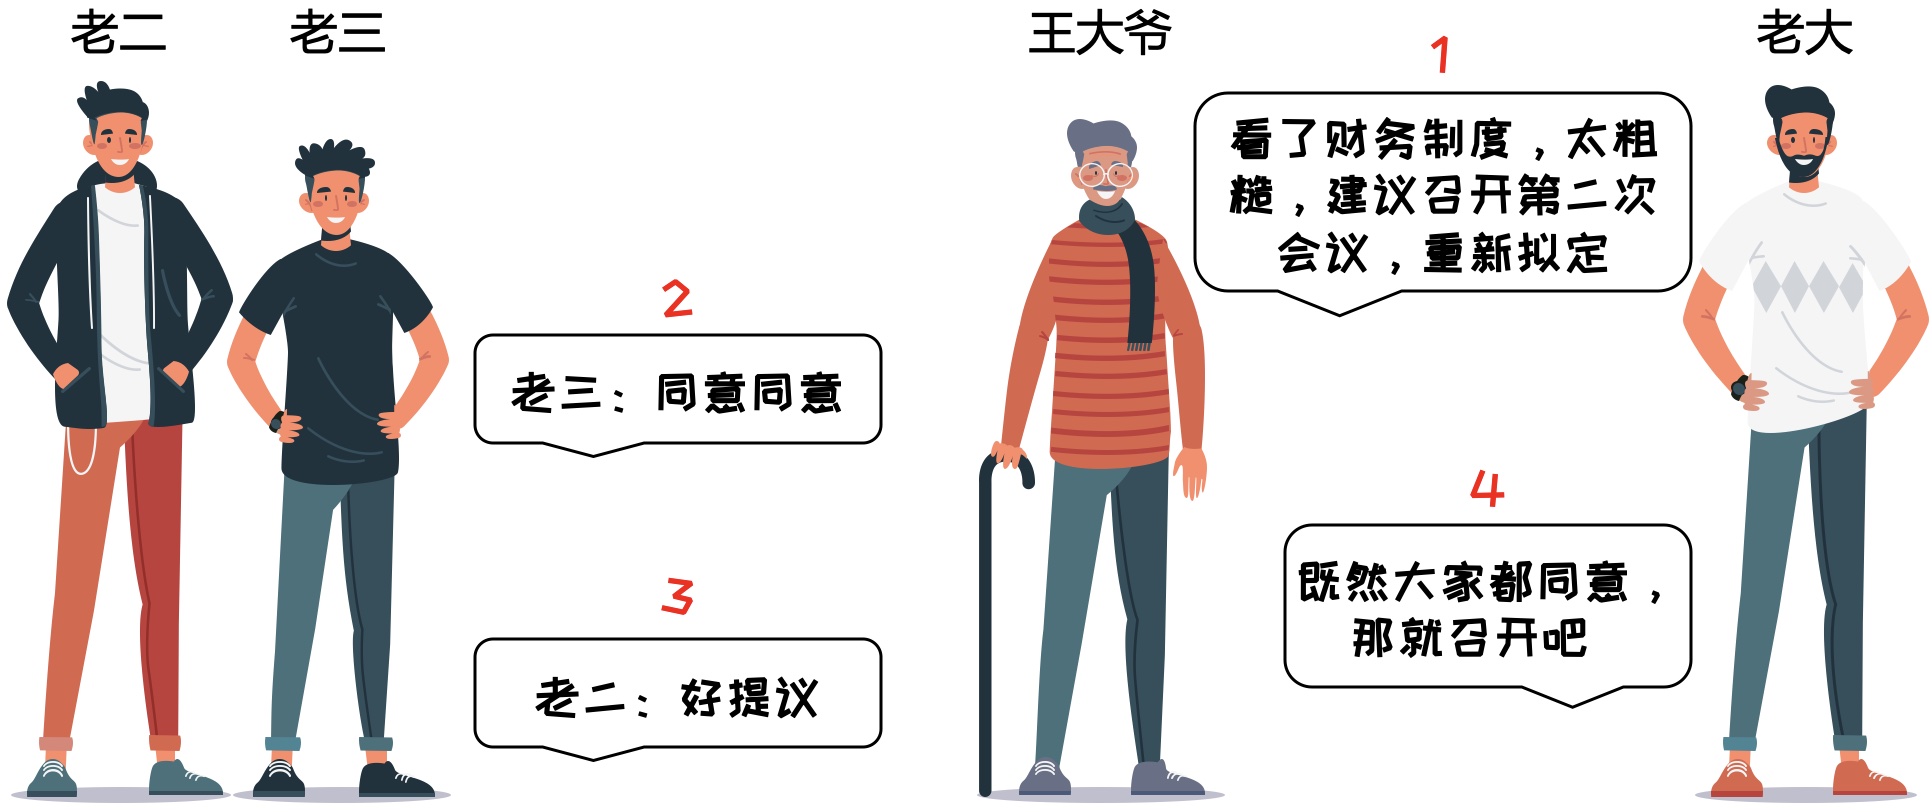 老二
老三
王大爷
老大
1
看了财务制度，太粗
糙，建议召开第二次
会议，重新拟定
2
老三：同意同意
3
老二：好提议
4
既然大家都同意，
那就召开吧